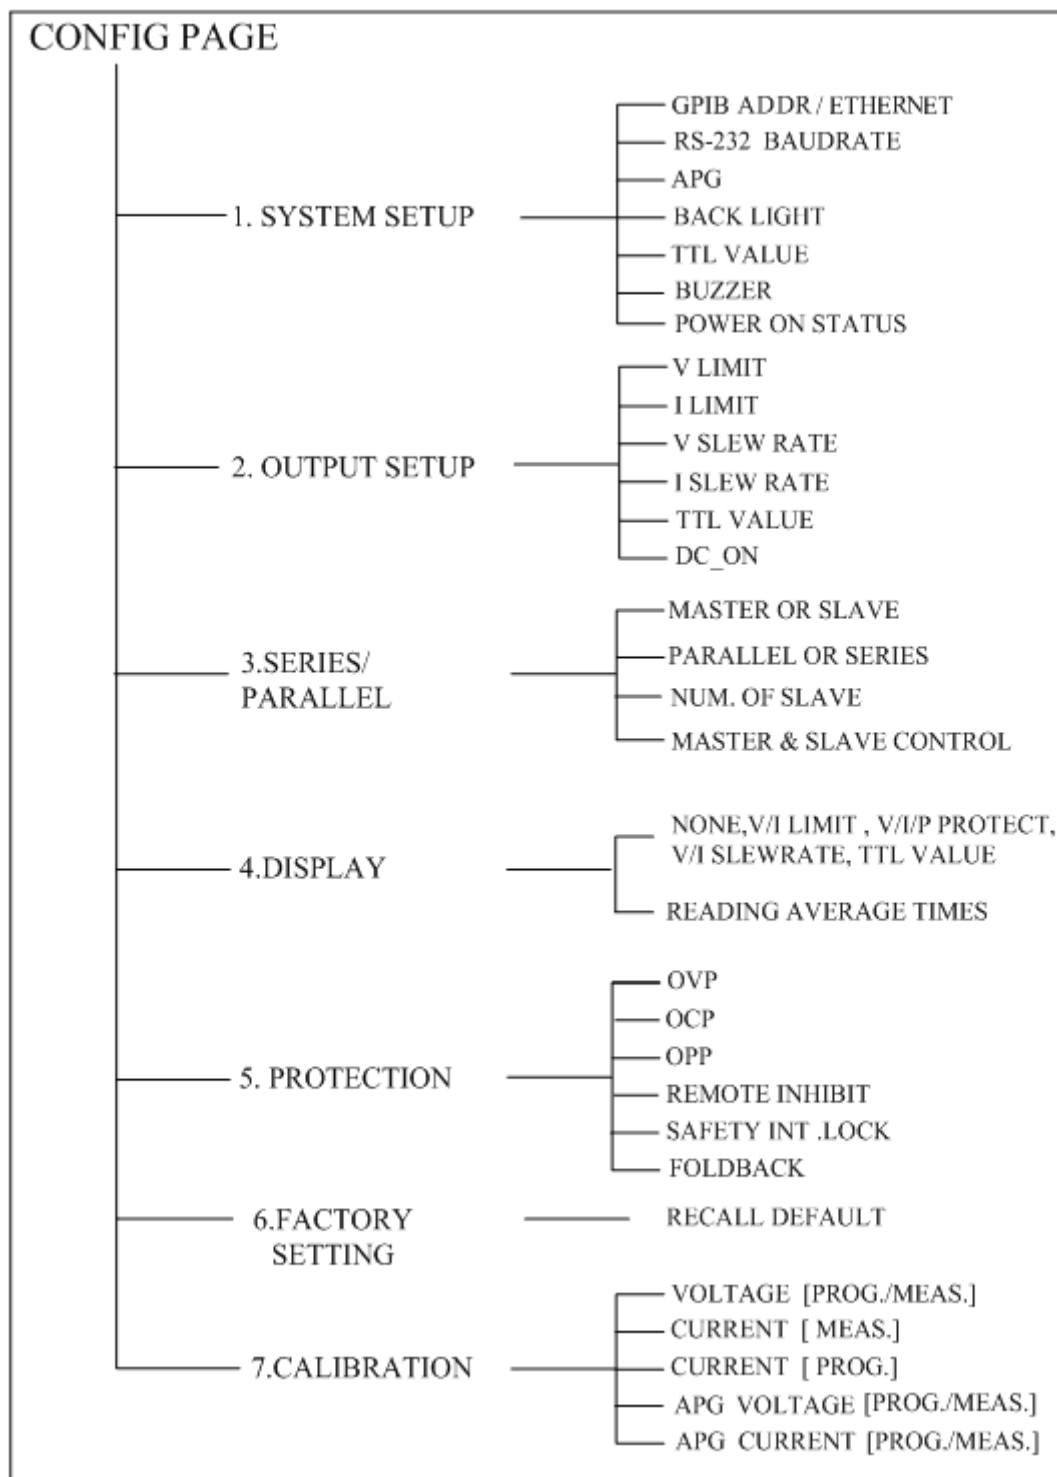 CONFIG PAGE
1. SYSTEM SETUP
GPIB ADDR / ETHERNET
RS-232 BAUDRATE
APG
BACK LIGHT
TTL VALUE
BUZZER
POWER ON STATUS
2. OUTPUT SETUP
V LIMIT
I LIMIT
V SLEW RATE
I SLEW RATE
TTL VALUE
DC_ON
3.SERIES/
PARALLEL
MASTER OR SLAVE
PARALLEL OR SERIES
NUM. OF SLAVE
MASTER & SLAVE CONTROL
4.DISPLAY
NONE,V/I LIMIT , V/I/P PROTECT,
V/I SLEWRATE, TTL VALUE
READING AVERAGE TIMES
5. PROTECTION
OVP
OCP
OPP
REMOTE INHIBIT
SAFETY INT .LOCK
FOLDBACK
6.FACTORY
SETTING
RECALL DEFAULT
7.CALIBRATION
VOLTAGE [PROG./MEAS.]
CURRENT [ MEAS.]
CURRENT [ PROG.]
APG VOLTAGE [PROG./MEAS.]
APG CURRENT [PROG./MEAS.]